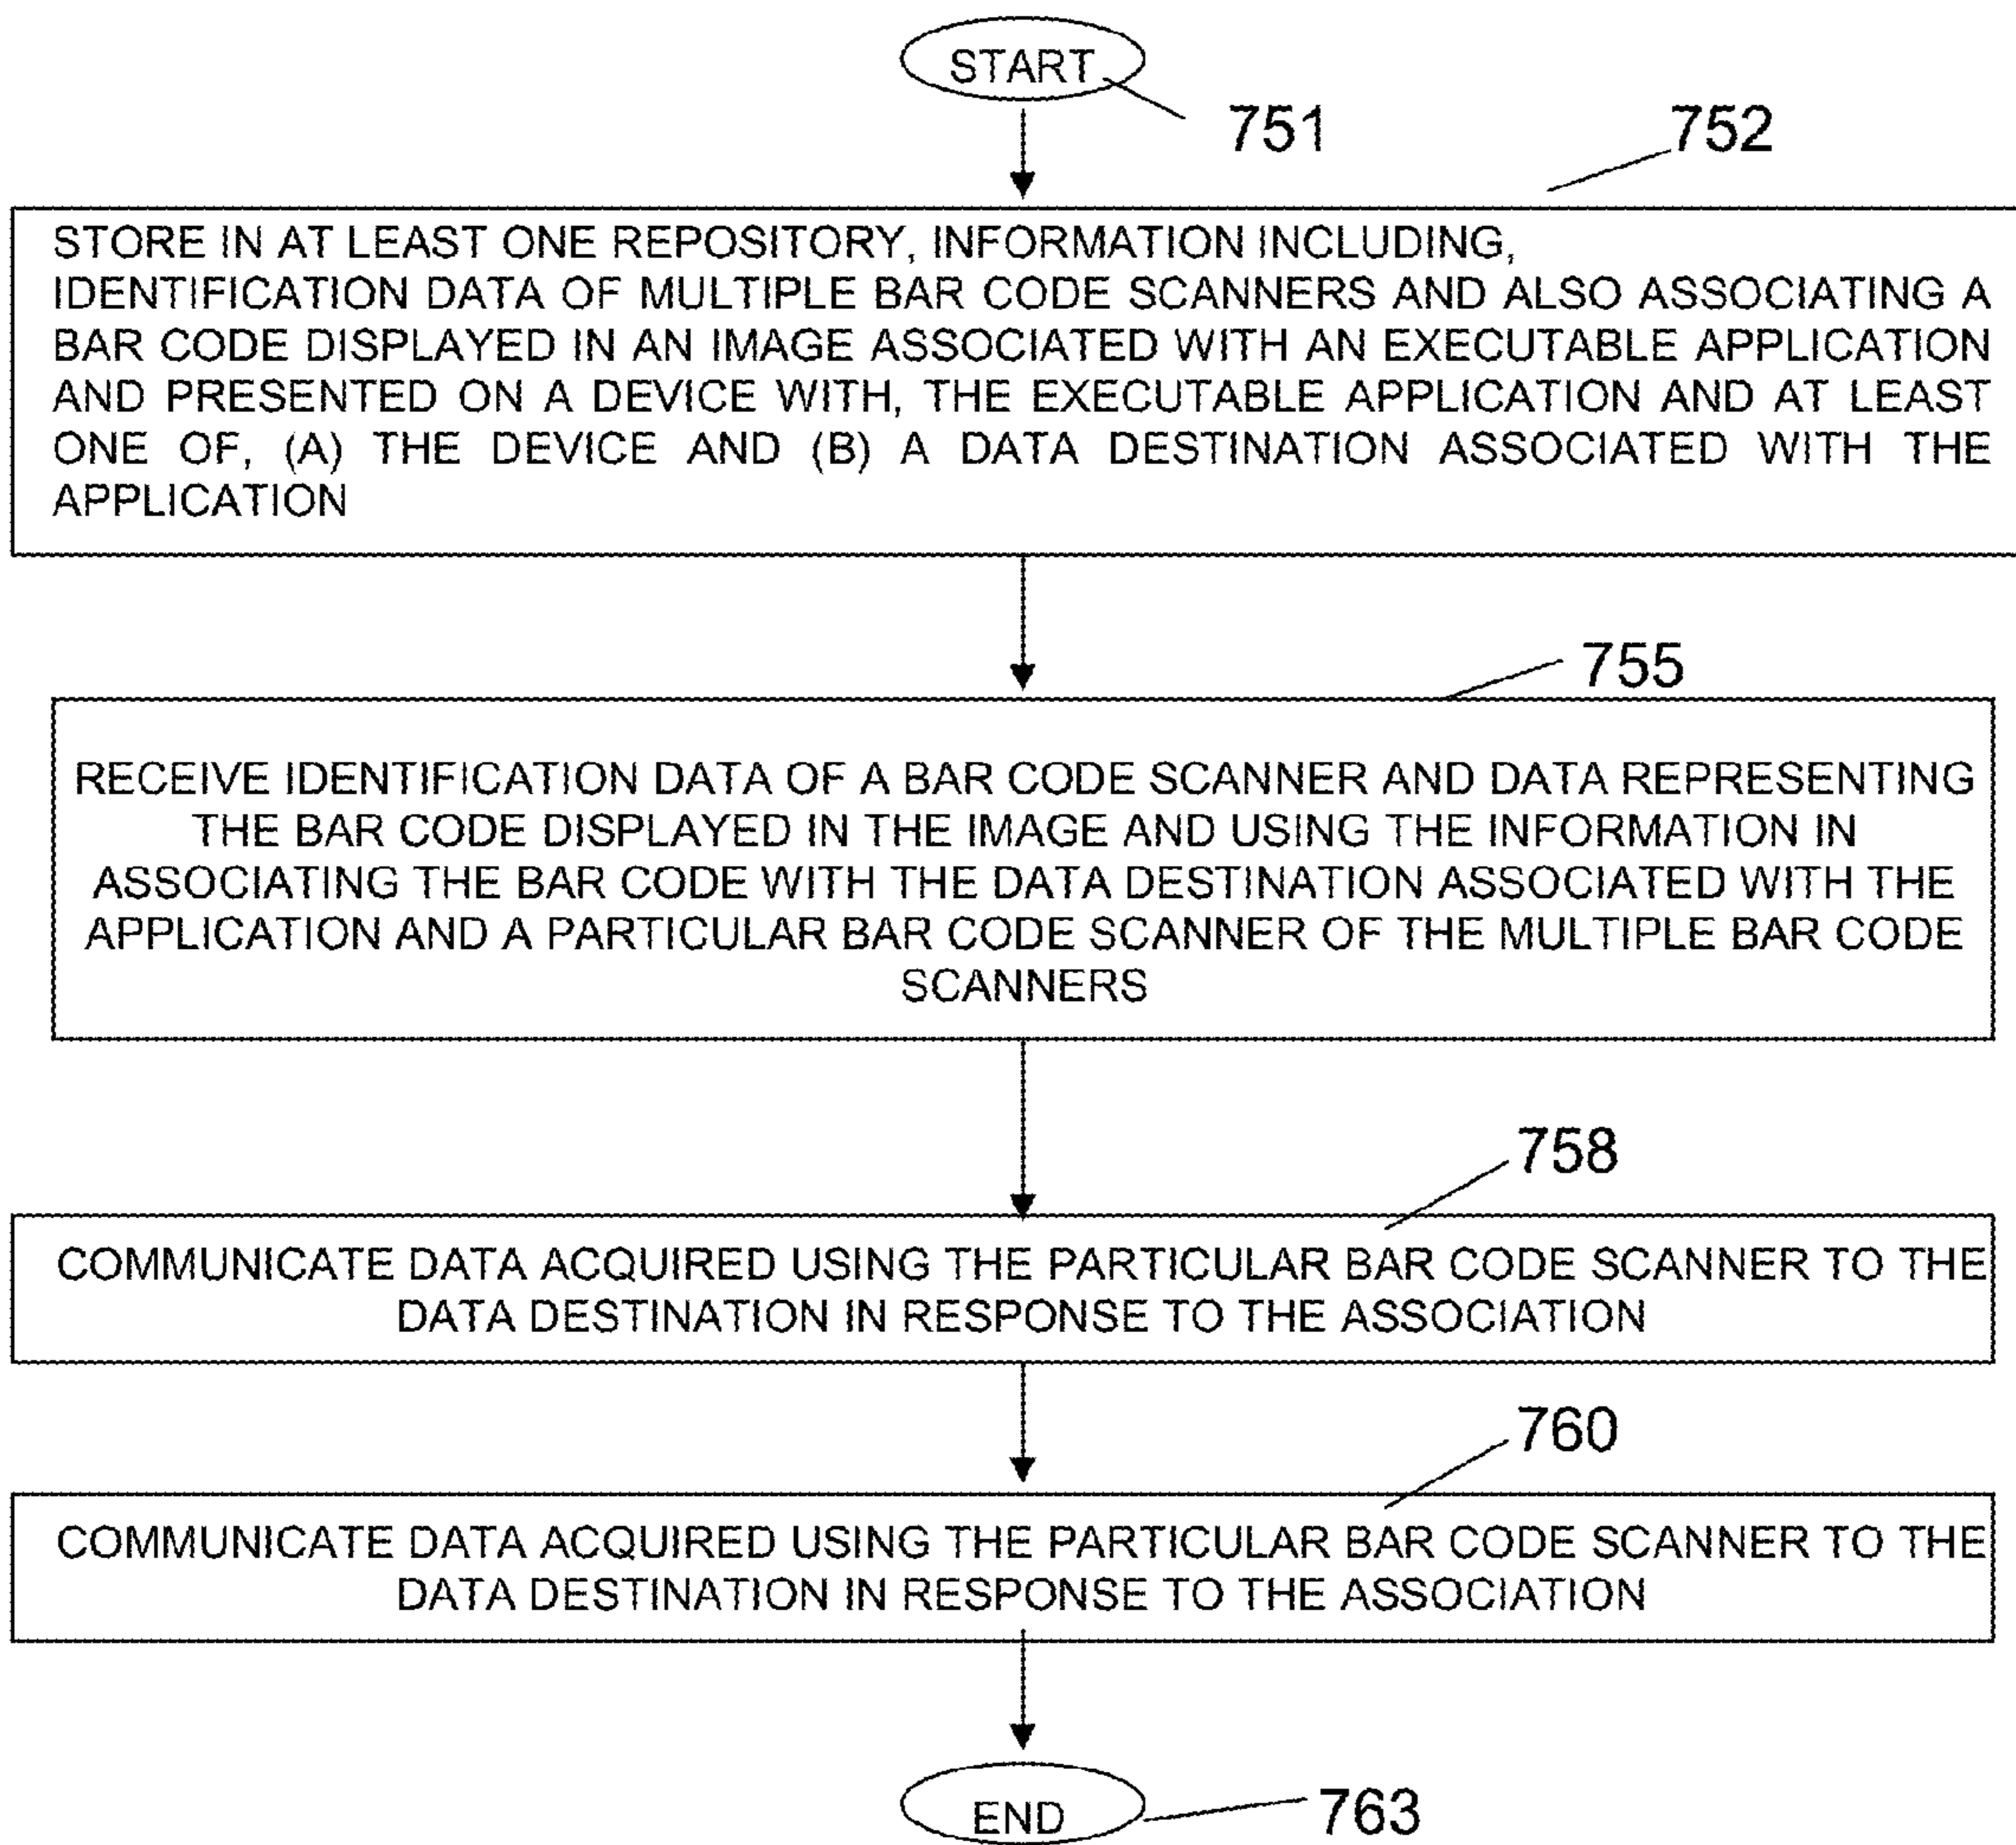 START
751
752
STORE IN AT LEAST ONE REPOSITORY, INFORMATION INCLUDING,
IDENTIFICATION DATA OF MULTIPLE BAR CODE SCANNERS AND ALSO ASSOCIATING A
BAR CODE DISPLAYED IN AN IMAGE ASSOCIATED WITH AN EXECUTABLE APPLICATION
AND PRESENTED ON A DEVICE WITH, THE EXECUTABLE APPLICATION AND AT LEAST
ONE OF, (A) THE DEVICE AND (B) A DATA DESTINATION ASSOCIATED WITH THE
APPLICATION
755
RECEIVE IDENTIFICATION DATA OF A BAR CODE SCANNER AND DATA REPRESENTING
THE BAR CODE DISPLAYED IN THE IMAGE AND USING THE INFORMATION IN
ASSOCIATING THE BAR CODE WITH THE DATA DESTINATION ASSOCIATED WITH THE
APPLICATION AND A PARTICULAR BAR CODE SCANNER OF THE MULTIPLE BAR CODE
SCANNERS
758
COMMUNICATE DATA ACQUIRED USING THE PARTICULAR BAR CODE SCANNER TO THE
DATA DESTINATION IN RESPONSE TO THE ASSOCIATION
760
COMMUNICATE DATA ACQUIRED USING THE PARTICULAR BAR CODE SCANNER TO THE
DATA DESTINATION IN RESPONSE TO THE ASSOCIATION
END
763